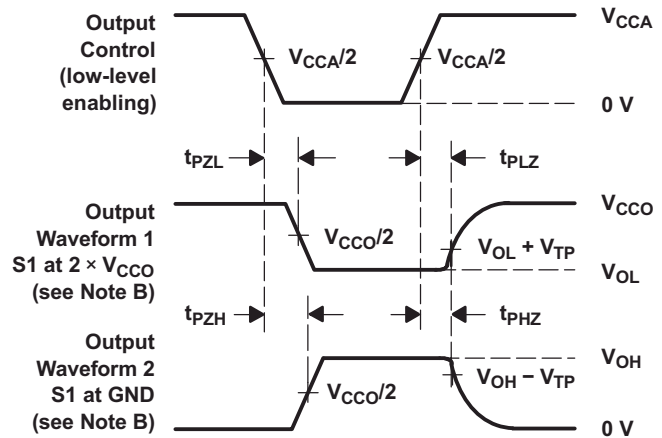 Output
Control
(low-level
enabling)
VCCA/2
VCCA/2
VCCA
0 V
tPZL
tPLZ
Output
Waveform 1
S1 at 2 × VCCO
(see Note B)
VCCO/2
VCCO
VOL + VTP
VOL
tPZH
tPHZ
Output
Waveform 2
S1 at GND
(see Note B)
VCCO/2
VOH
VOH − VTP
0 V